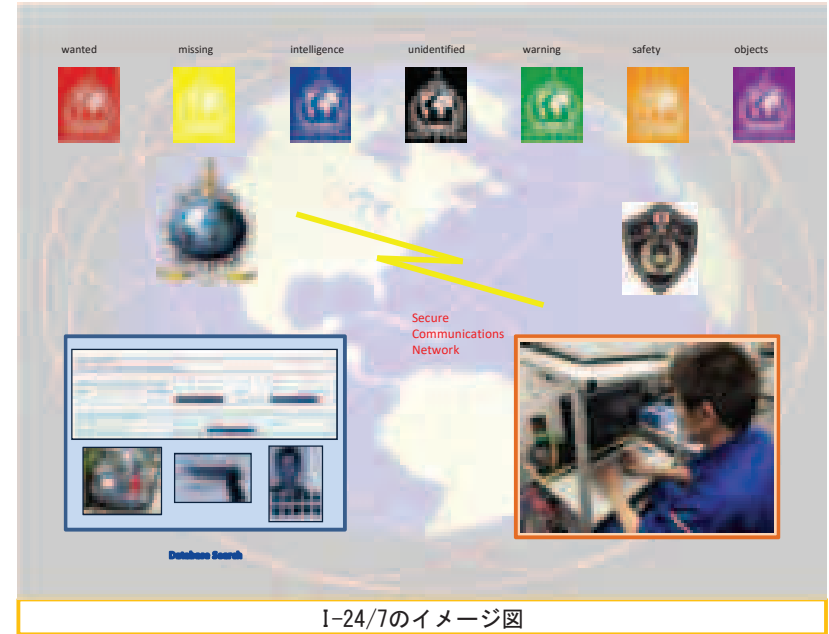 wanted
missing
intelligence
unidentified
warning
safety
objects
Secure
Communications
Network
Database Search
I-24/7のイメージ図